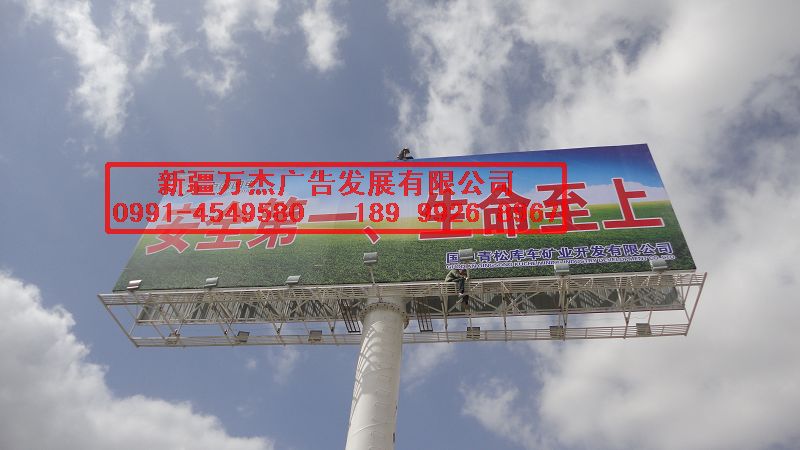 新疆万杰广告发展有限公司
0991-4549580 189 9926
安全第一、生命至上
青松库车矿业开发有限公司